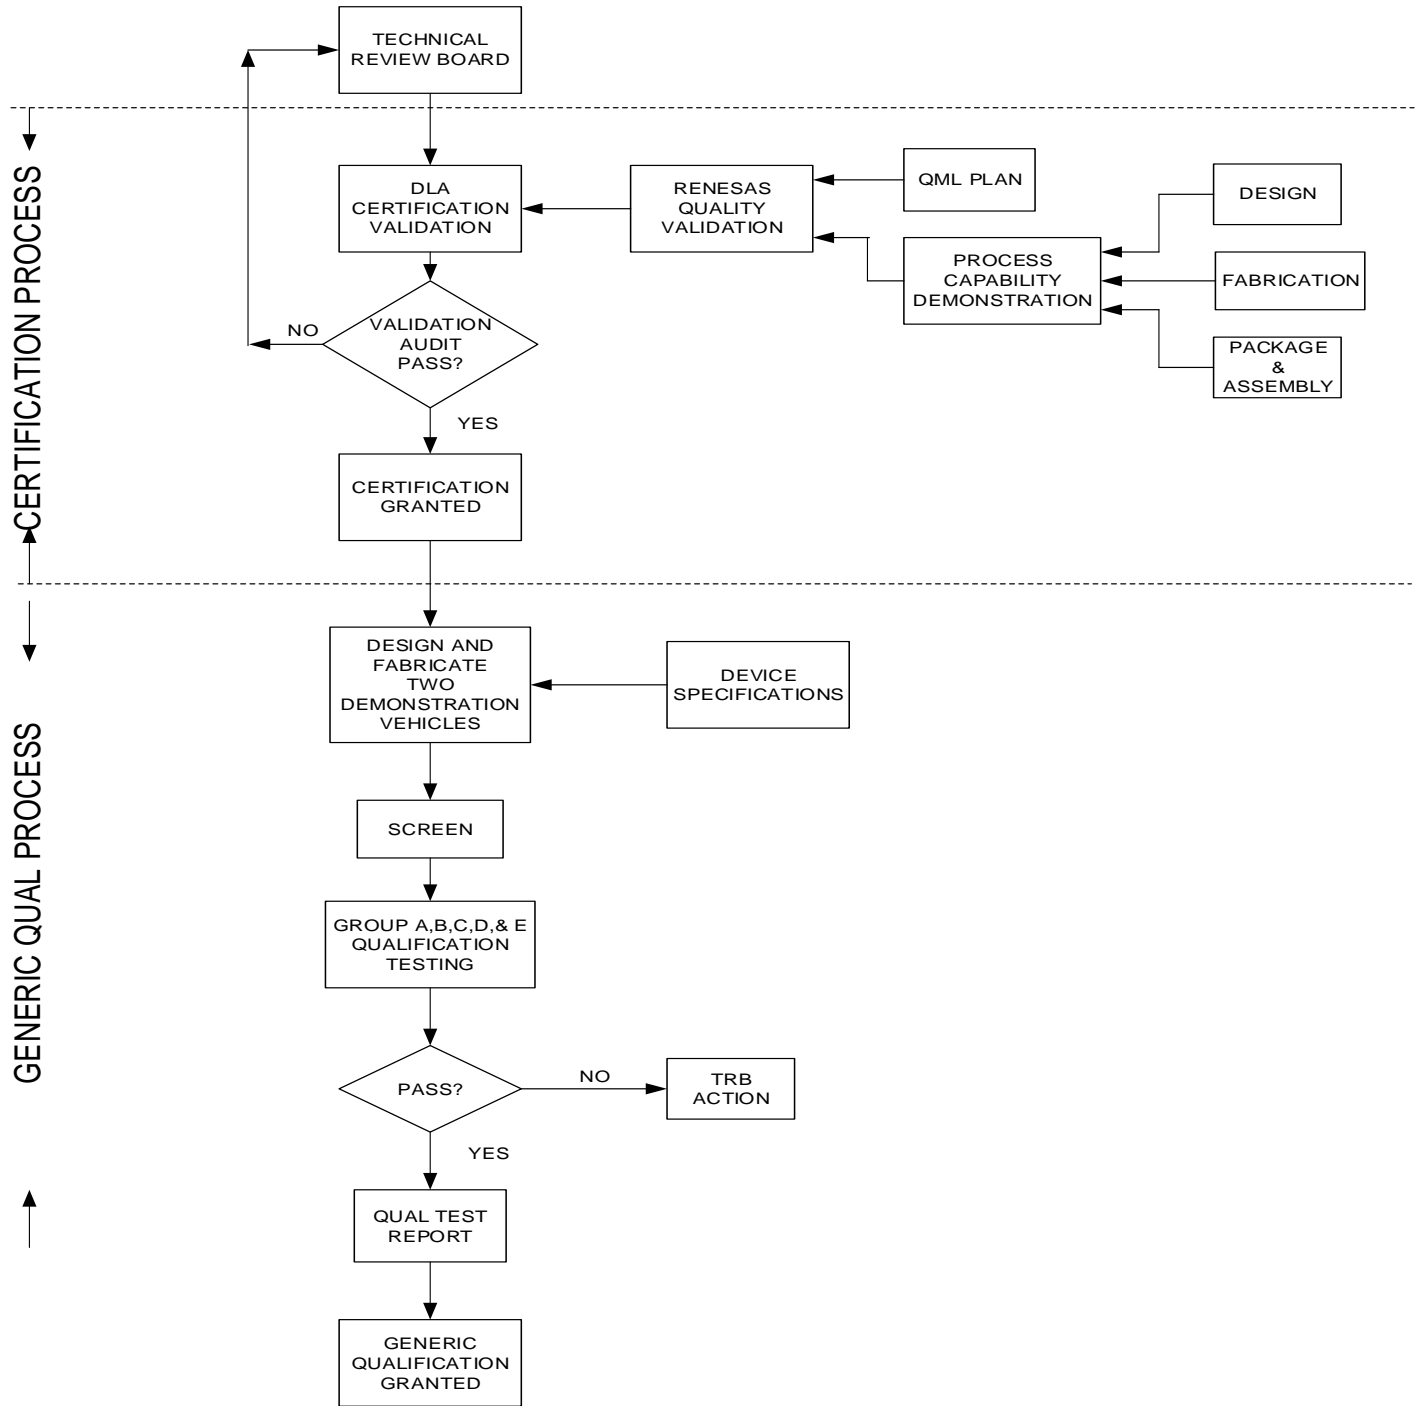 TECHNICAL
REVIEW BOARD
CERTIFICATION PROCESS
DLA
CERTIFICATION
VALIDATION
RENESAS
QUALITY
VALIDATION
QML PLAN
DESIGN
PROCESS
CAPABILITY
DEMONSTRATION
FABRICATION
PACKAGE
&
ASSEMBLY
VALIDATION
AUDIT
PASS?
NO
YES
CERTIFICATION
GRANTED
GENERIC QUAL PROCESS
DESIGN AND
FABRICATE
TWO
DEMONSTRATION
VEHICLES
DEVICE
SPECIFICATIONS
SCREEN
GROUP A,B,C,D,& E
QUALIFICATION
TESTING
PASS?
NO
TRB
ACTION
YES
QUAL TEST
REPORT
GENERIC
QUALIFICATION
GRANTED